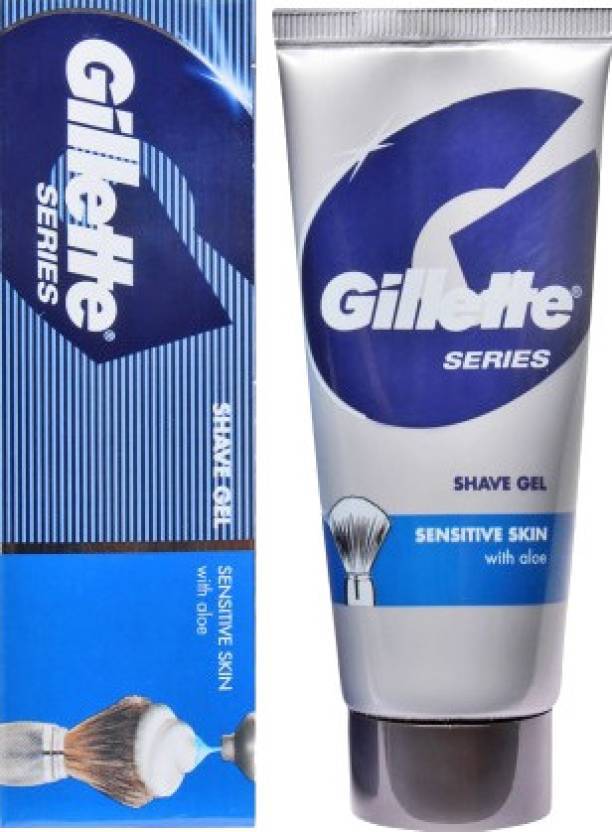 Gillette®
SERIES
SHAVE GEL
SENSITIVE SKIN
with aloe
Gillette®
SERIES
SHAVE GEL
SENSITIVE SKIN
with aloe